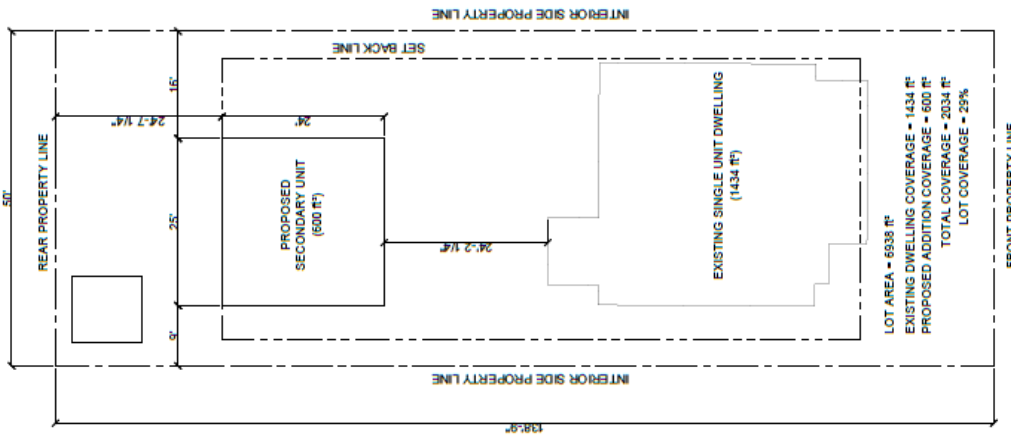 INTERIOR SIDE PROPERTY LINE
SET BACK LINE
50'
REAR PROPERTY LINE
24'-7 1/4"
16'
25'
9'
24'
PROPOSED
SECONDARY UNIT
(600 ft²)
24'-2 1/4"
EXISTING SINGLE UNIT DWELLING
(1434 ft²)
LOT AREA = 6938 ft²
EXISTING DWELLING COVERAGE = 1434 ft²
PROPOSED ADDITION COVERAGE = 600 ft²
TOTAL COVERAGE = 2034 ft²
LOT COVERAGE = 29%
FRONT PROPERTY LINE
INTERIOR SIDE PROPERTY LINE
138'-9"